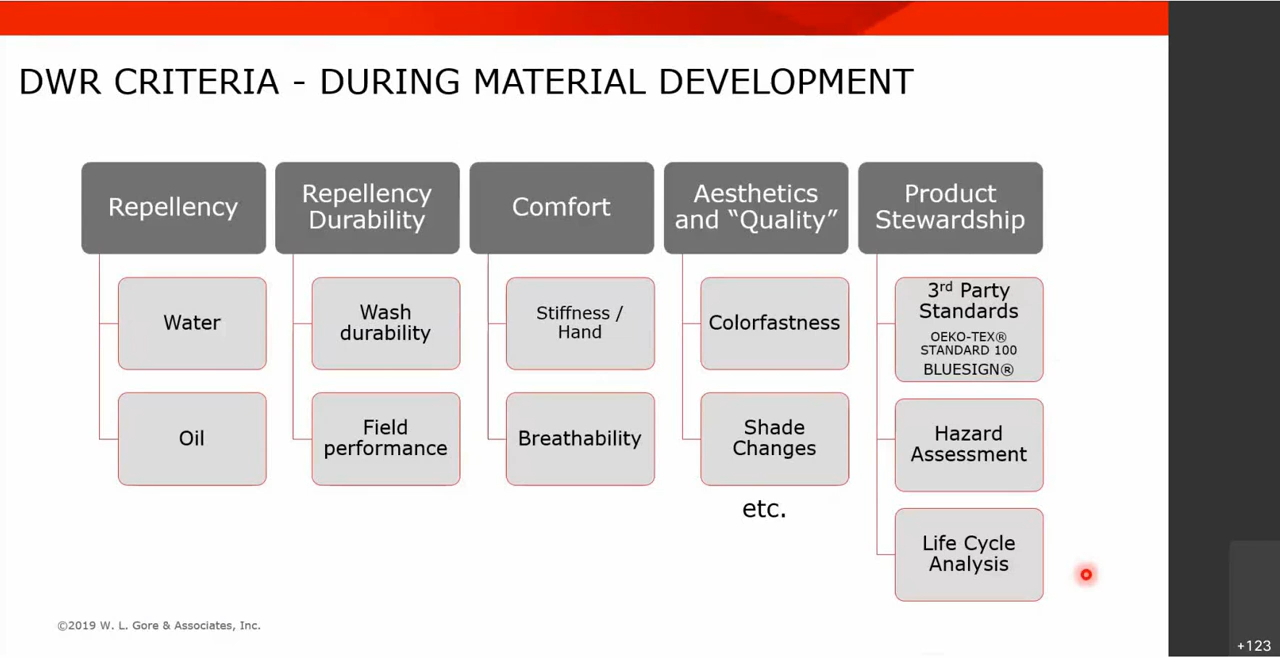 DWR CRITERIA - DURING MATERIAL DEVELOPMENT
Repellency
Water
Oil
Repellency
Durability
Wash
durability
Field
performance
Comfort
Stiffness /
Hand
Breathability
Aesthetics
and “Quality”
Colorfastness
Shade
Changes
etc.
Product
Stewardship
3rd Party
Standards
OEKO-TEX®
STANDARD 100
BLUESIGN®
Hazard
Assessment
Life Cycle
Analysis
©2019 W. L. Gore & Associates, Inc.
+123